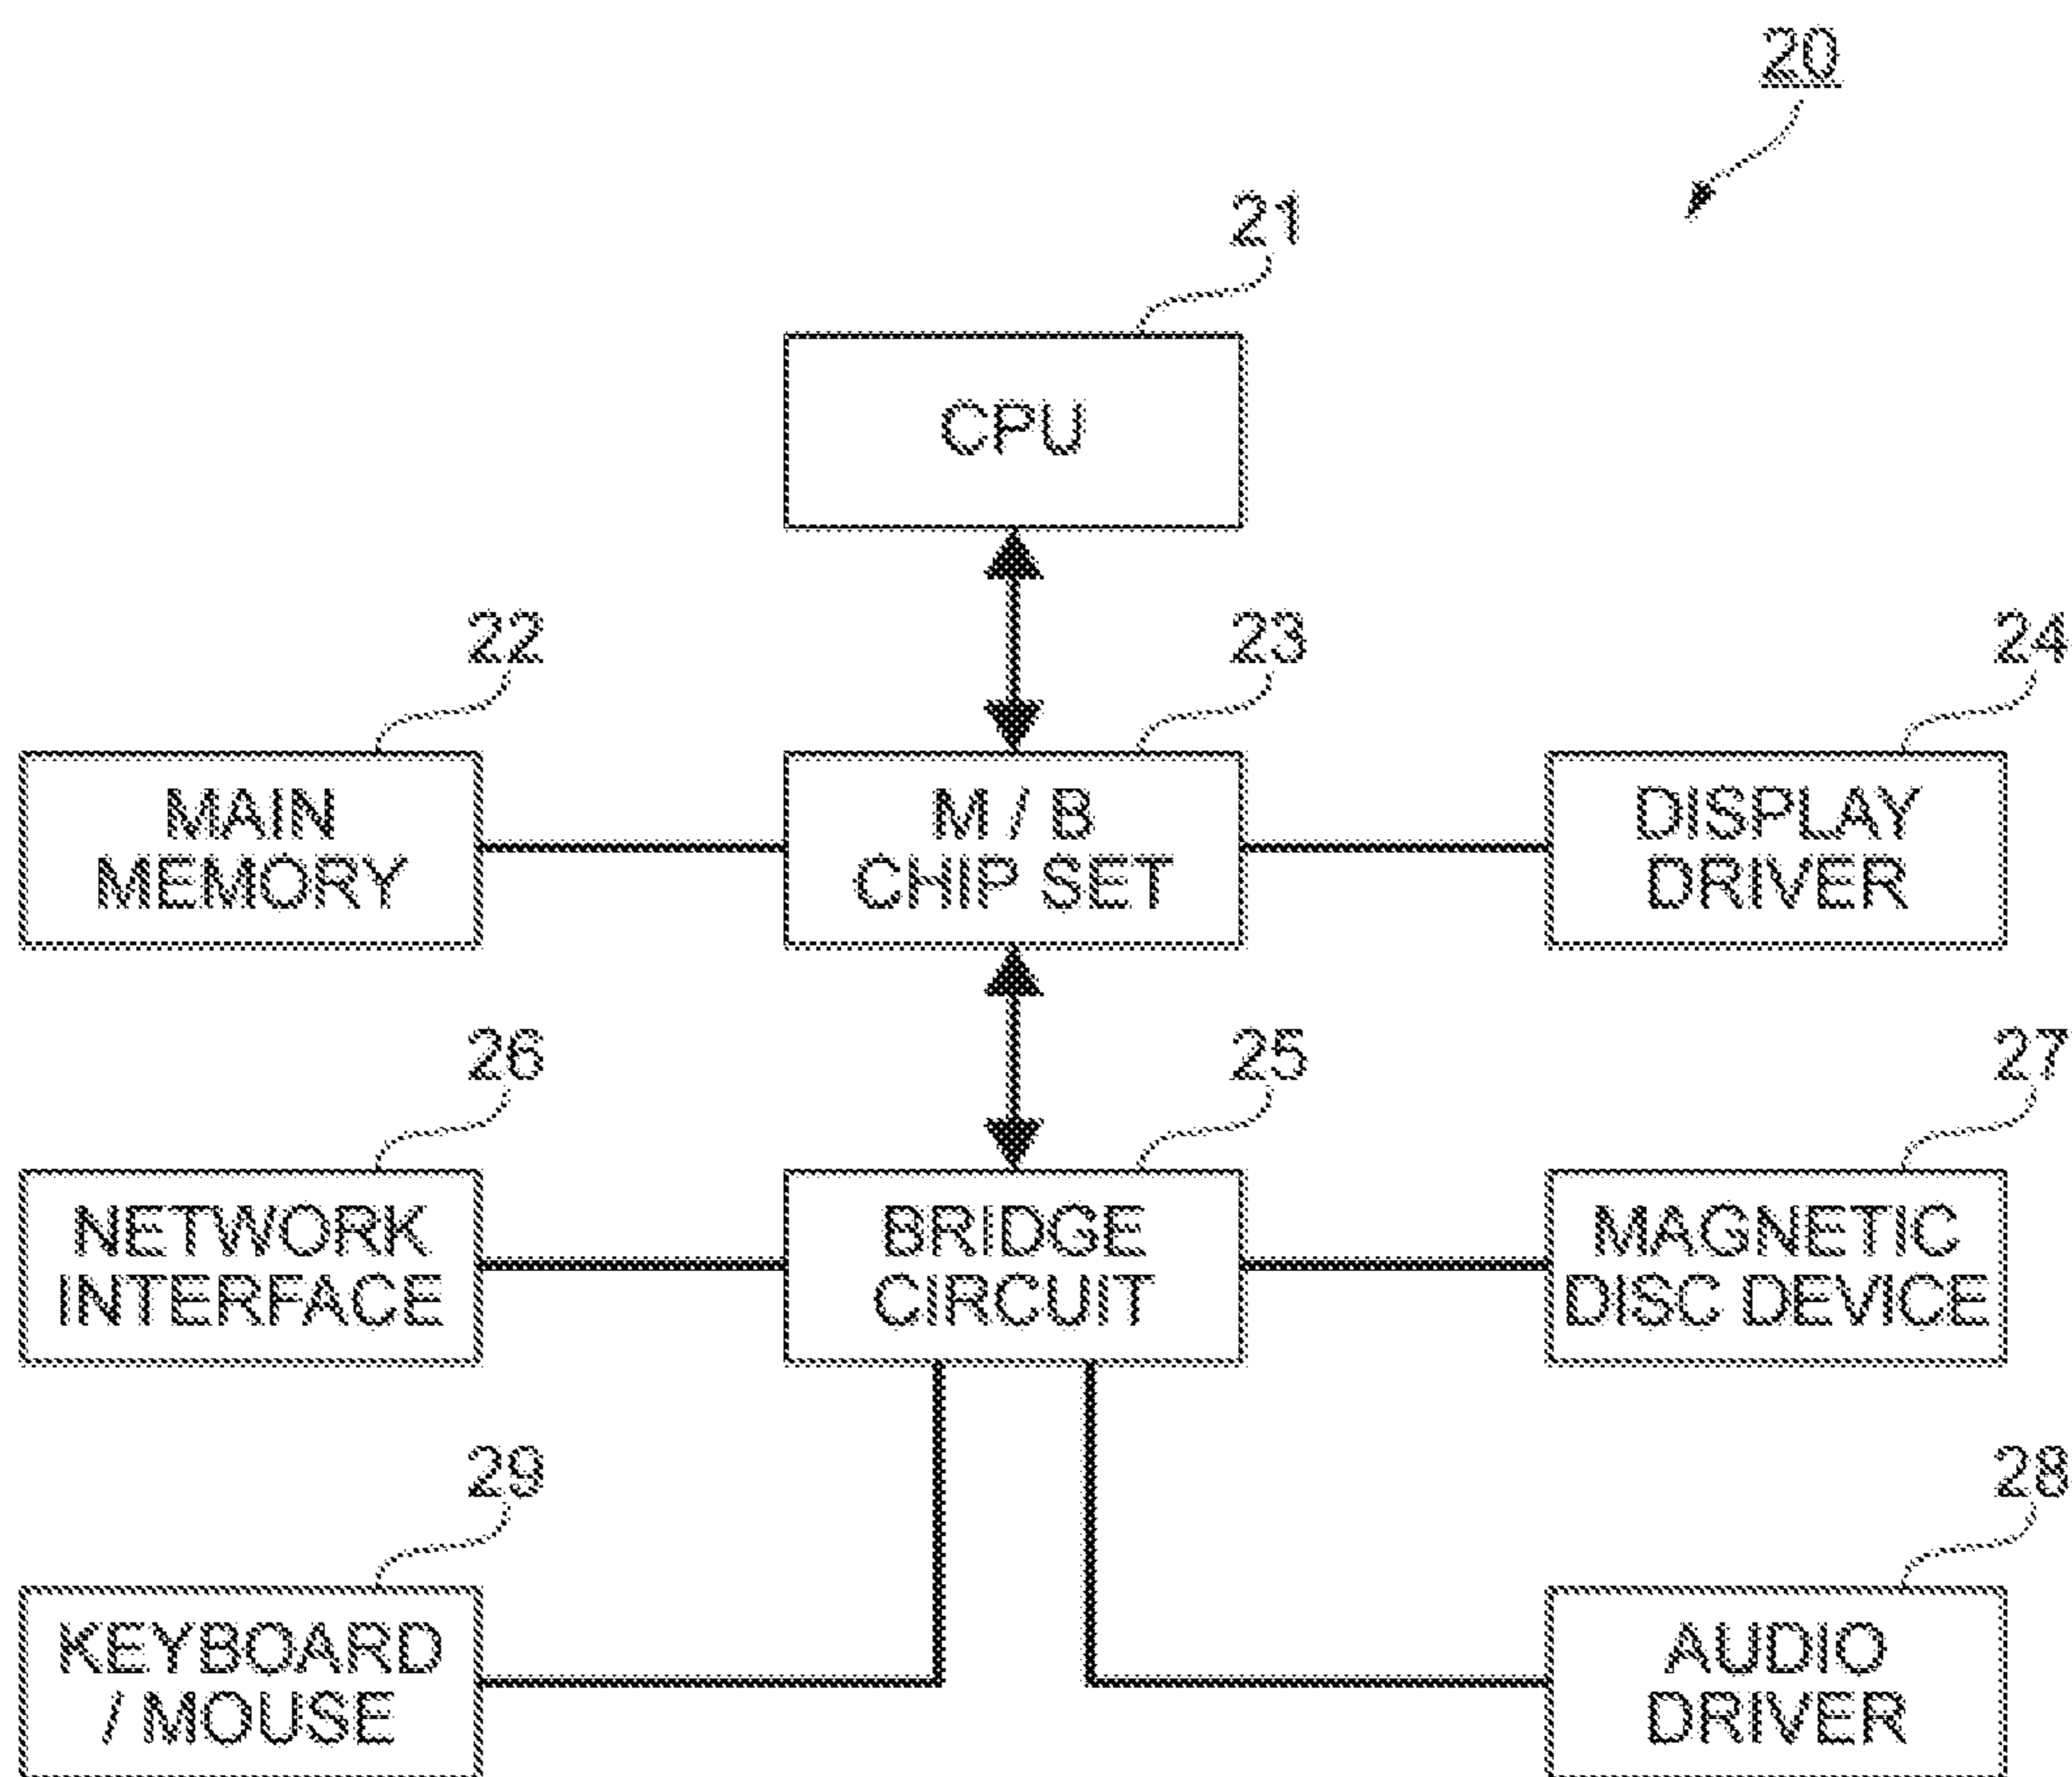 20
21
CPU
22
23
24
MAIN
MEMORY
M / B
CHIP SET
DISPLAY
DRIVER
26
25
27
NETWORK
INTERFACE
BRIDGE
CIRCUIT
MAGNETIC
DISC DEVICE
29
28
KEYBOARD
/ MOUSE
AUDIO
DRIVER